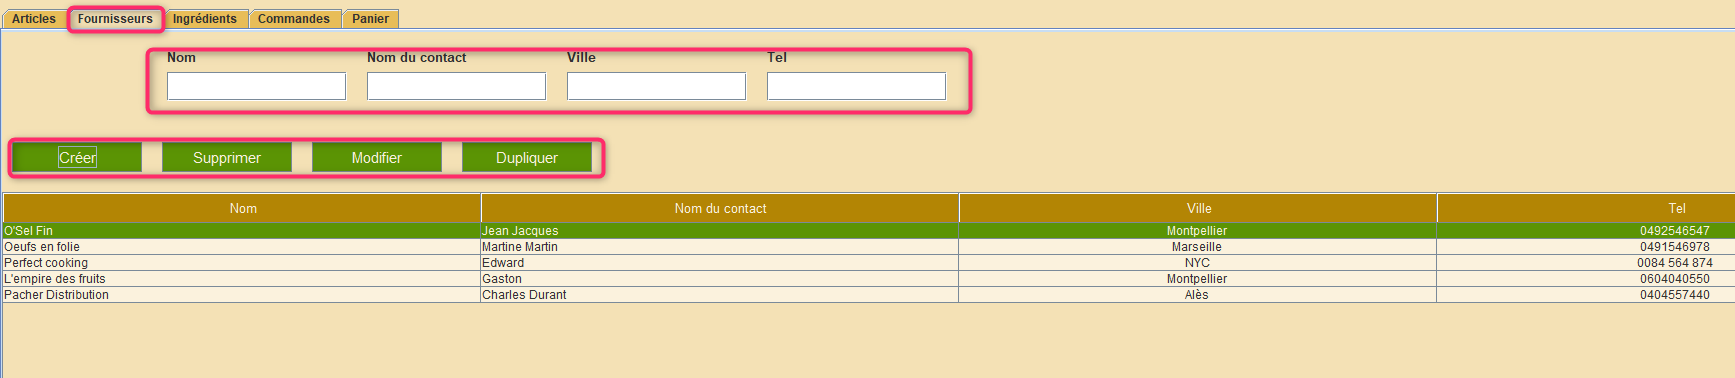 Articles Fournisseurs Ingrédients Commandes Panier
Nom Nom du contact Ville Tel
Créer Supprimer Modifier Dupliquer
Nom Nom du contact Ville Tel
O'Sel Fin Jean Jacques Montpellier 0492546547
Oeufs en folie Martine Martin Marseille 0491546978
Perfect cooking Edward NYC 0084 564 874
L'empire des fruits Gaston Montpellier 0604040550
Pacher Distribution Charles Durant Alès 0404557440